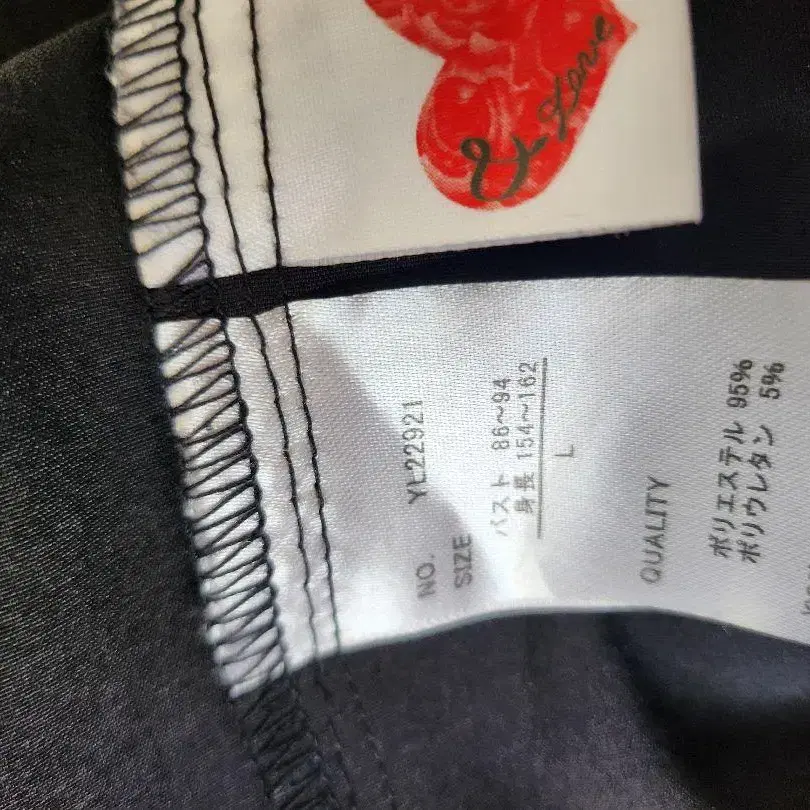 & Love
NO. YL22921
SIZE
バスト 86～94
身長 154～162
L
QUALITY
ポリエステル 95%
ポリウレタン 5%